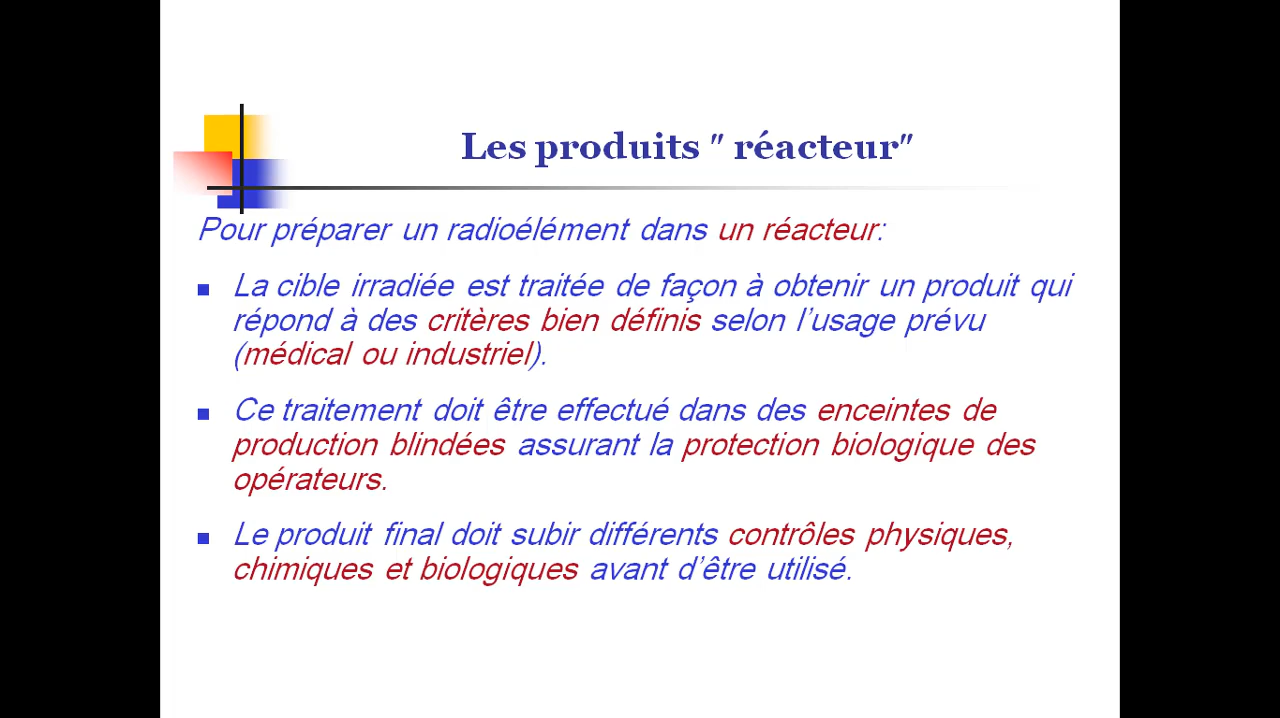 Les produits " réacteur"
Pour préparer un radioélément dans un réacteur:
La cible irradiée est traitée de façon à obtenir un produit qui
répond à des critères bien définis selon l'usage prévu
(médical ou industriel).
Ce traitement doit être effectué dans des enceintes de
production blindées assurant la protection biologique des
opérateurs.
Le produit final doit subir différents contrôles physiques,
chimiques et biologiques avant d'être utilisé.